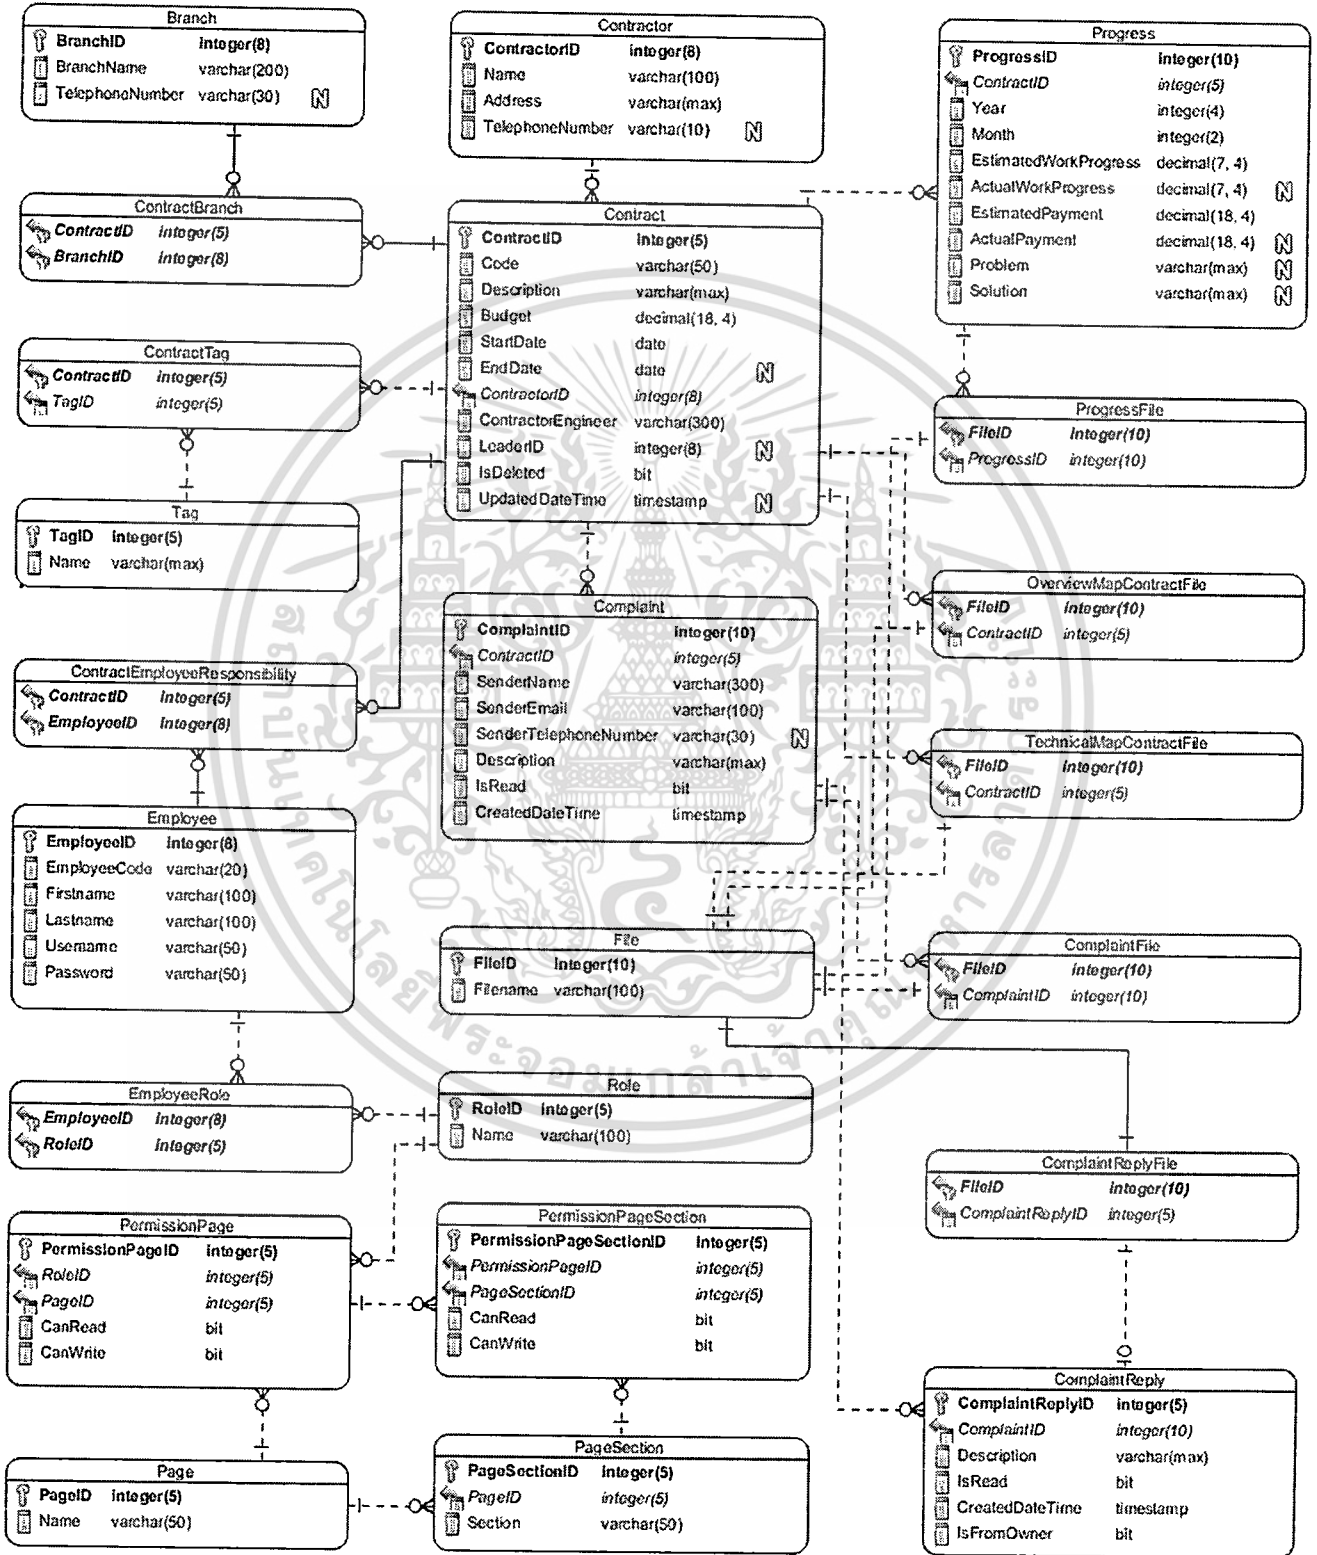 Branch
BranchID integer(8)
BranchName varchar(200)
TelephoneNumber varchar(30) N
Contractor
ContractorID integer(8)
Name varchar(100)
Address varchar(max)
TelephoneNumber varchar(10) N
Progress
ProgressID integer(10)
ContractID integer(5)
Year integer(4)
Month integer(2)
EstimatedWorkProgress decimal(7, 4)
ActualWorkProgress decimal(7, 4) N
EstimatedPayment decimal(18, 4)
ActualPayment decimal(18, 4) N
Problem varchar(max) N
Solution varchar(max) N
ContractBranch
ContractID integer(5)
BranchID integer(8)
Contract
ContractID integer(5)
Code varchar(50)
Description varchar(max)
Budget decimal(18, 4)
StartDate date
EndDate date N
ContractorID integer(8)
ContractorEngineer varchar(300)
LeaderID integer(8) N
IsDeleted bit
UpdatedDateTime timestamp N
ContractTag
ContractID integer(5)
TagID integer(5)
ProgressFile
FileID integer(10)
ProgressID integer(10)
Tag
TagID integer(5)
Name varchar(max)
OverviewMapContractFile
FileID integer(10)
ContractID integer(5)
Complaint
ComplaintID integer(10)
ContractID integer(5)
SenderName varchar(300)
SenderEmail varchar(100)
SenderTelephoneNumber varchar(30) N
Description varchar(max)
IsRead bit
CreatedDateTime timestamp
ContractEmployeeResponsibility
ContractID integer(5)
EmployeeID integer(8)
TechnicalMapContractFile
FileID integer(10)
ContractID integer(5)
Employee
EmployeeID integer(8)
EmployeeCode varchar(20)
Firstname varchar(100)
Lastname varchar(100)
Username varchar(50)
Password varchar(50)
File
FileID integer(10)
Filename varchar(100)
ComplaintFile
FileID integer(10)
ComplaintID integer(10)
EmployeeRole
EmployeeID integer(8)
RoleID integer(5)
Role
RoleID integer(5)
Name varchar(100)
ComplaintReplyFile
FileID integer(10)
ComplaintReplyID integer(5)
PermissionPage
PermissionPageID integer(5)
RoleID integer(5)
PageID integer(5)
CanRead bit
CanWrite bit
PermissionPageSection
PermissionPageSectionID integer(5)
PermissionPageID integer(5)
PageSectionID integer(5)
CanRead bit
CanWrite bit
ComplaintReply
ComplaintReplyID integer(5)
ComplaintID integer(10)
Description varchar(max)
IsRead bit
CreatedDateTime timestamp
IsFromOwner bit
Page
PageID integer(5)
Name varchar(50)
PageSection
PageSectionID integer(5)
PageID integer(5)
Section varchar(50)